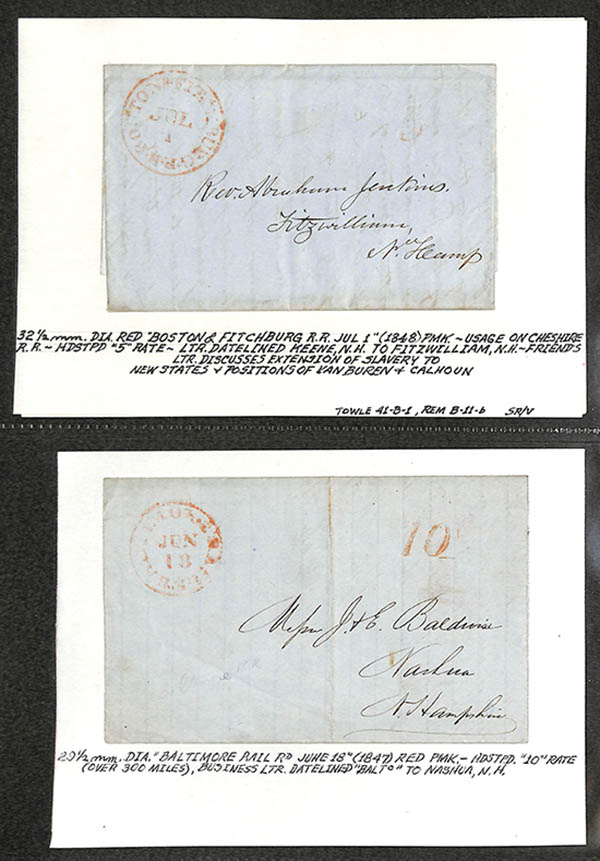 BOSTON & FITCHBURG R.R.
JUL
1
5
Rev. Abraham Jenkins.
Fitzwilliam,
N. Hamp
32 1/2 mm. DIA. RED "BOSTON & FITCHBURG R.R. JUL 1" (1848) PMK. ~ USAGE ON CHESHIRE
R.R. ~ HDSTPD "5" RATE ~ LTR. DATELINED KEENE, N.H. TO FITZWILLIAM, N.H. ~ FRIENDS
LTR. DISCUSSES EXTENSION OF SLAVERY TO
NEW STATES & POSITIONS OF VAN BUREN & CALHOUN
TOWLE 41-B-1, REM B-11-b SR/V
JUN
18
10
Messrs J. & E. Baldwin
Nashua
N. Hampshire
29 1/2 mm. DIA. "BALTIMORE RAIL RD JUNE 18" (1847) RED PMK. ~ HDSTPD. "10" RATE
(OVER 300 MILES), BUSINESS LTR. DATELINED "BALTO" TO NASHUA, N.H.